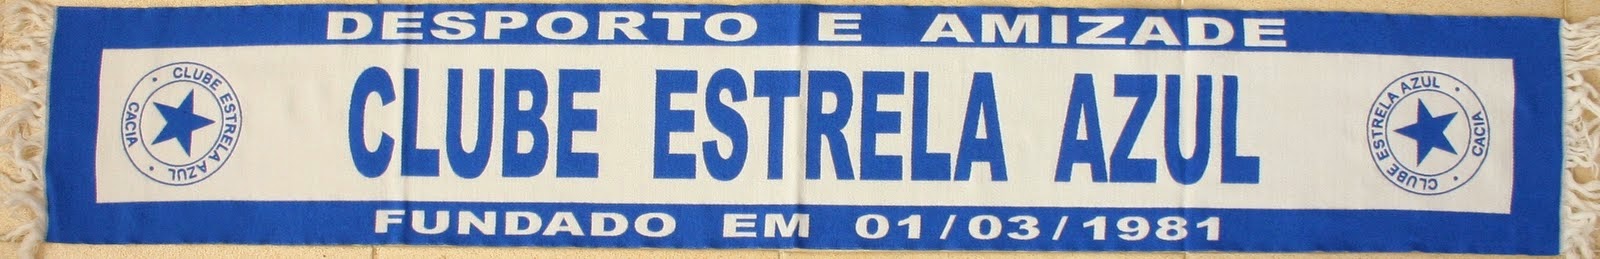 DESPORTO E AMIZADE
CLUBE ESTRELA AZUL
• CACIA • CLUBE ESTRELA AZUL
CLUBE ESTRELA AZUL • CACIA •
FUNDADO EM 01/03/1981